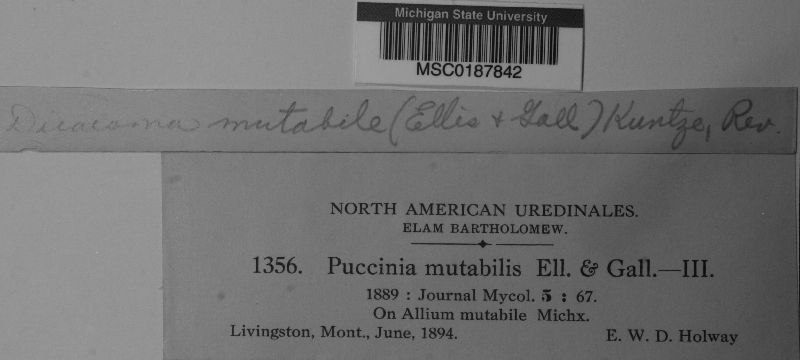 Michigan State University
MSC0187842
Dicaeoma mutabile (Ellis & Gall) Kuntze, Rev.
NORTH AMERICAN UREDINALES.
ELAM BARTHOLOMEW.
1356. Puccinia mutabilis Ell. & Gall.—III.
1889 : Journal Mycol. 5 : 67.
On Allium mutabile Michx.
Livingston, Mont., June, 1894. E. W. D. Holway